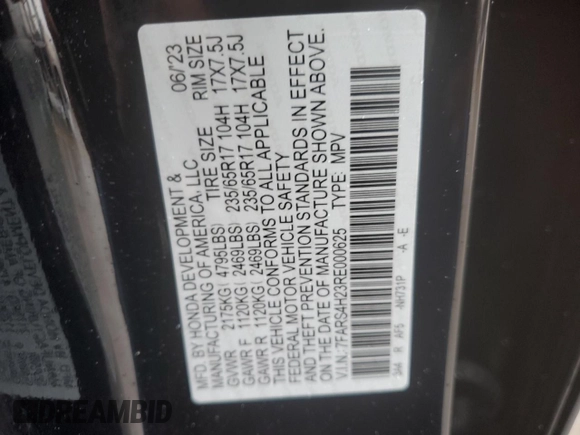 MFD. BY HONDA DEVELOPMENT &
MANUFACTURING OF AMERICA, LLC 06/'23
TIRE SIZE RIM SIZE
GVWR 2175KG( 4795LBS)
GAWR F 1120KG( 2469LBS) 235/65R17 104H 17X7.5J
GAWR R 1120KG( 2469LBS) 235/65R17 104H 17X7.5J
THIS VEHICLE CONFORMS TO ALL APPLICABLE
FEDERAL MOTOR VEHICLE SAFETY
AND THEFT PREVENTION STANDARDS IN EFFECT
ON THE DATE OF MANUFACTURE SHOWN ABOVE.
V.I.N.:7FARS4H23RE000625 TYPE: MPV
3A4 R AF5 -NH731P -A -E
DREAMBID